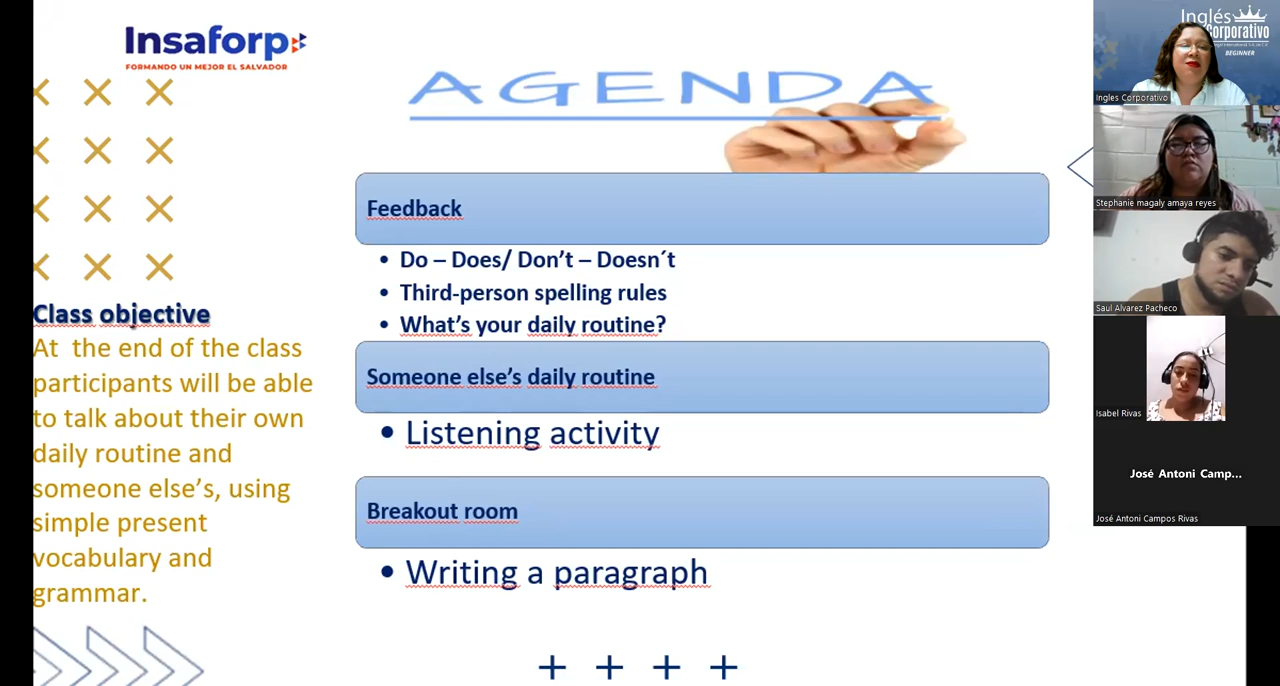 Insaforp
FORMANDO UN MEJOR EL SALVADOR
AGENDA
Class objective
At the end of the class
participants will be able
to talk about their own
daily routine and
someone else’s, using
simple present
vocabulary and
grammar.
Feedback
• Do – Does/ Don’t – Doesn´t
• Third-person spelling rules
• What’s your daily routine?
Someone else’s daily routine
• Listening activity
Breakout room
• Writing a paragraph
Inglés
Corporativo
BEGINNER
Ingles Corporativo
Stephanie magaly amaya reyes
Saul Alvarez Pacheco
Isabel Rivas
José Antoni Camp...
José Antoni Campos Rivas